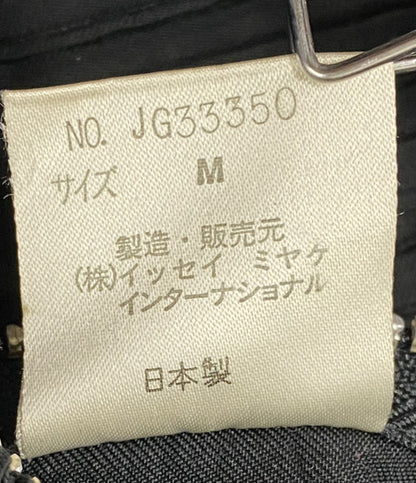 NO. JG33350
サイズ M
製造・販売元
(株)イッセイ ミヤケ
インターナショナル
日本製